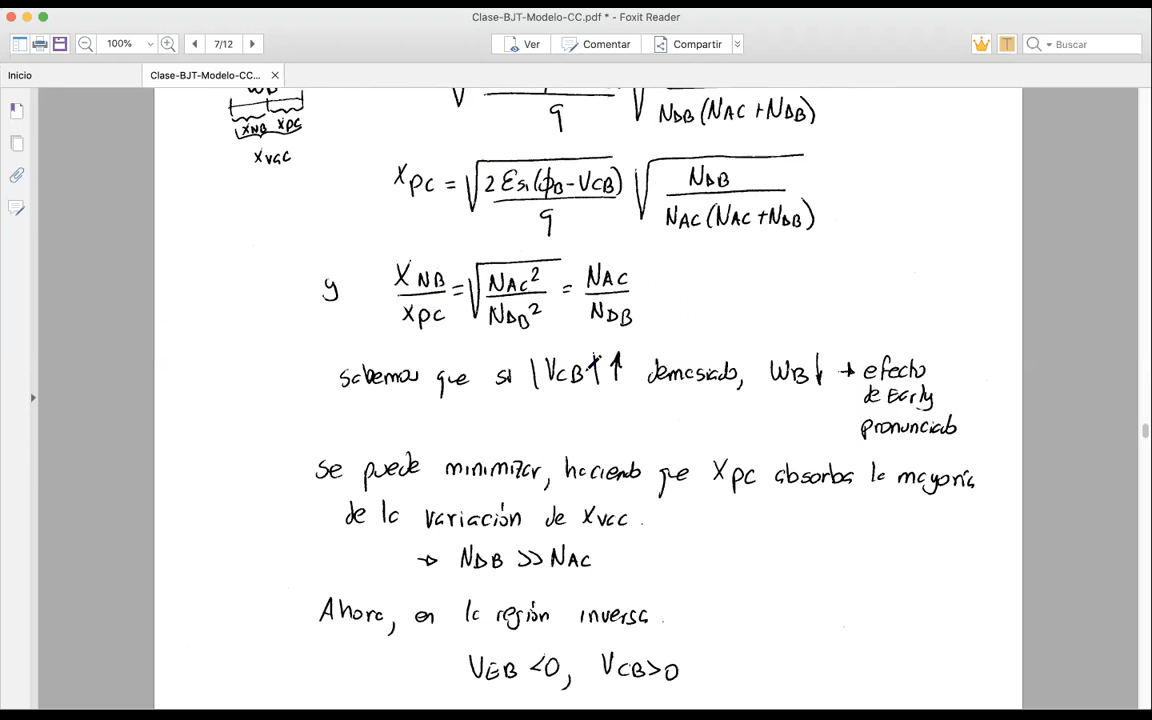 Clase-BJT-Modelo-CC.pdf * - Foxit Reader
100% 7/12 Ver Comentar Compartir Buscar
Inicio Clase-BJT-Modelo-CC... ×
WB
XNB XPC
XVCC
q
NDB(NAC+NDB)
XPC = √(2 Esi(ϕB-VCB)/q) √(NDB/(NAC(NAC+NDB)))
y XNB/XPC = √(NAC²/NDB²) = NAC/NDB
sabemos que si |VCB|↑ demasiado, WB↓ → efecto
de Early
pronunciado
Se puede minimizar, haciendo que XPC absorba la mayoría
de la variación de XVCC.
→ NDB >> NAC
Ahora, en la región inversa.
VEB <0, VCB>0